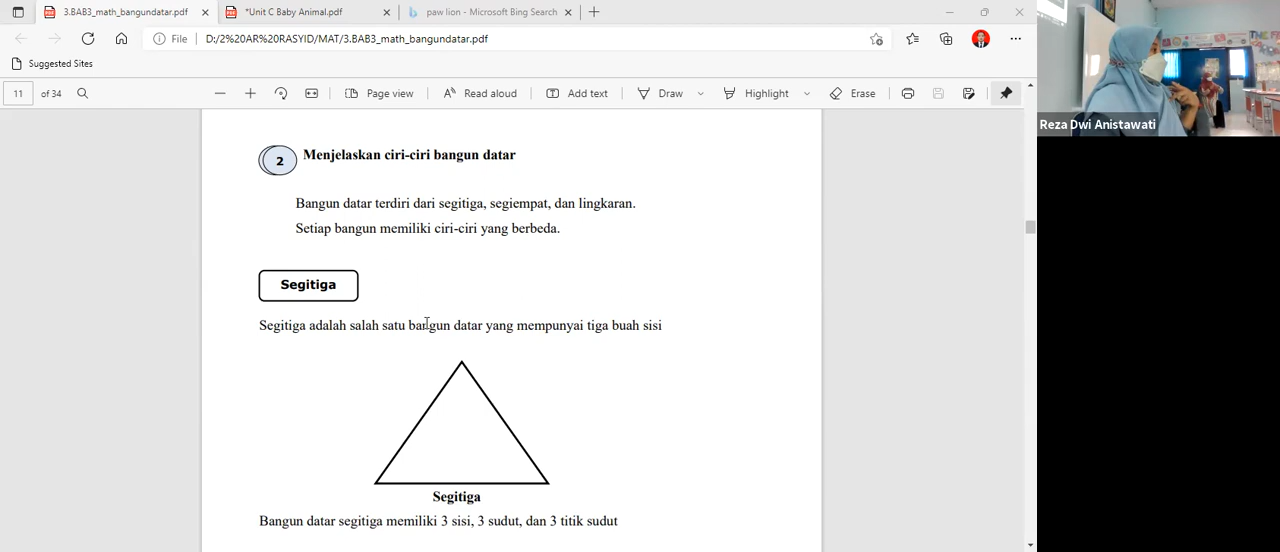 3.BAB3_math_bangundatar.pdf
*Unit C Baby Animal.pdf
paw lion - Microsoft Bing Search
File
D:/2%20AR%20RASYID/MAT/3.BAB3_math_bangundatar.pdf
Suggested Sites
11 of 34
Page view
Read aloud
Add text
Draw
Highlight
Erase
2 Menjelaskan ciri-ciri bangun datar
Bangun datar terdiri dari segitiga, segiempat, dan lingkaran.
Setiap bangun memiliki ciri-ciri yang berbeda.
Segitiga
Segitiga adalah salah satu bangun datar yang mempunyai tiga buah sisi
Segitiga
Bangun datar segitiga memiliki 3 sisi, 3 sudut, dan 3 titik sudut
Reza Dwi Anistawati